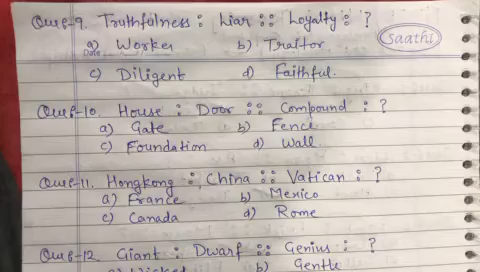 Ques-9. Truthfulness : Liar :: Loyalty : ?
a) Worker b) Traitor
Saathi
Date
c) Diligent d) Faithful.
Ques-10. House : Door :: Compound : ?
a) Gate b) Fence
c) Foundation d) Wall.
Ques-11. Hongkong : China :: Vatican : ?
a) France b) Mexico
c) Canada d) Rome
Ques-12. Giant : Dwarf :: Genius : ?
b) Gentle